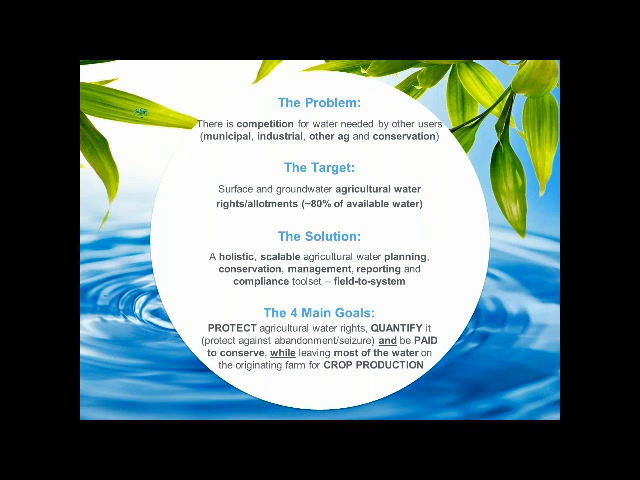 The Problem:
There is competition for water needed by other users
(municipal, industrial, other ag and conservation)
The Target:
Surface and groundwater agricultural water
rights/allotments (~80% of available water)
The Solution:
A holistic, scalable agricultural water planning,
conservation, management, reporting and
compliance toolset – field-to-system
The 4 Main Goals:
PROTECT agricultural water rights, QUANTIFY it
(protect against abandonment/seizure) and be PAID
to conserve, while leaving most of the water on
the originating farm for CROP PRODUCTION